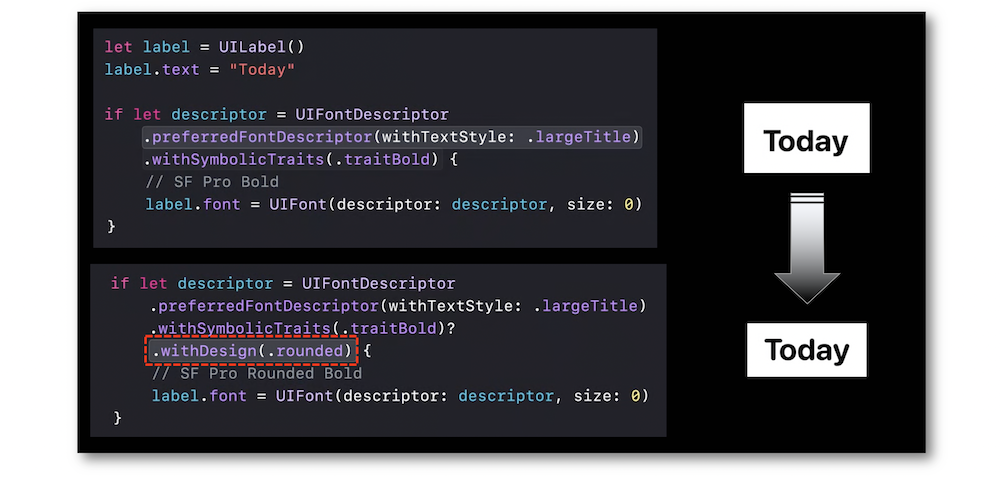 let label = UILabel()
label.text = "Today"
if let descriptor = UIFontDescriptor
.preferredFontDescriptor(withTextStyle: .largeTitle)
.withSymbolicTraits(.traitBold) {
// SF Pro Bold
label.font = UIFont(descriptor: descriptor, size: 0)
}
if let descriptor = UIFontDescriptor
.preferredFontDescriptor(withTextStyle: .largeTitle)
.withSymbolicTraits(.traitBold)?
.withDesign(.rounded) {
// SF Pro Rounded Bold
label.font = UIFont(descriptor: descriptor, size: 0)
}
Today
Today